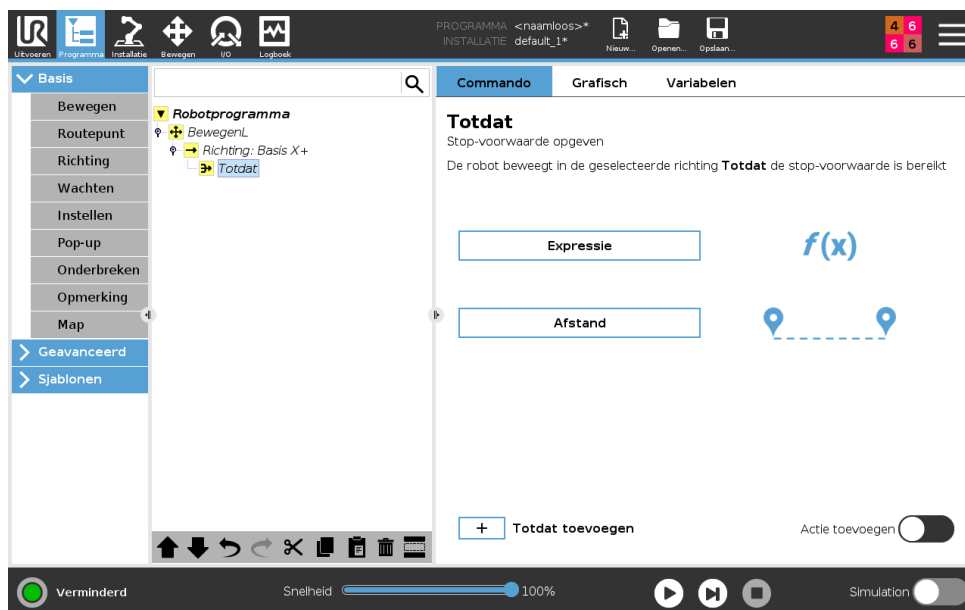 UR
Uitvoeren Programma Installatie Bewegen I/O Logboek
PROGRAMMA <naamloos>*
INSTALLATIE default_1*
Nieuw... Openen... Opslaan...
4 6
6 6
Basis
Bewegen
Routepunt
Richting
Wachten
Instellen
Pop-up
Onderbreken
Opmerking
Map
Geavanceerd
Sjablonen
Robotprogramma
BewegenL
Richting: Basis X+
Totdat
Commando Grafisch Variabelen
Totdat
Stop-voorwaarde opgeven
De robot beweegt in de geselecteerde richting Totdat de stop-voorwaarde is bereikt
Expressie f(x)
Afstand
+ Totdat toevoegen
Actie toevoegen
Verminderd
Snelheid 100%
Simulation